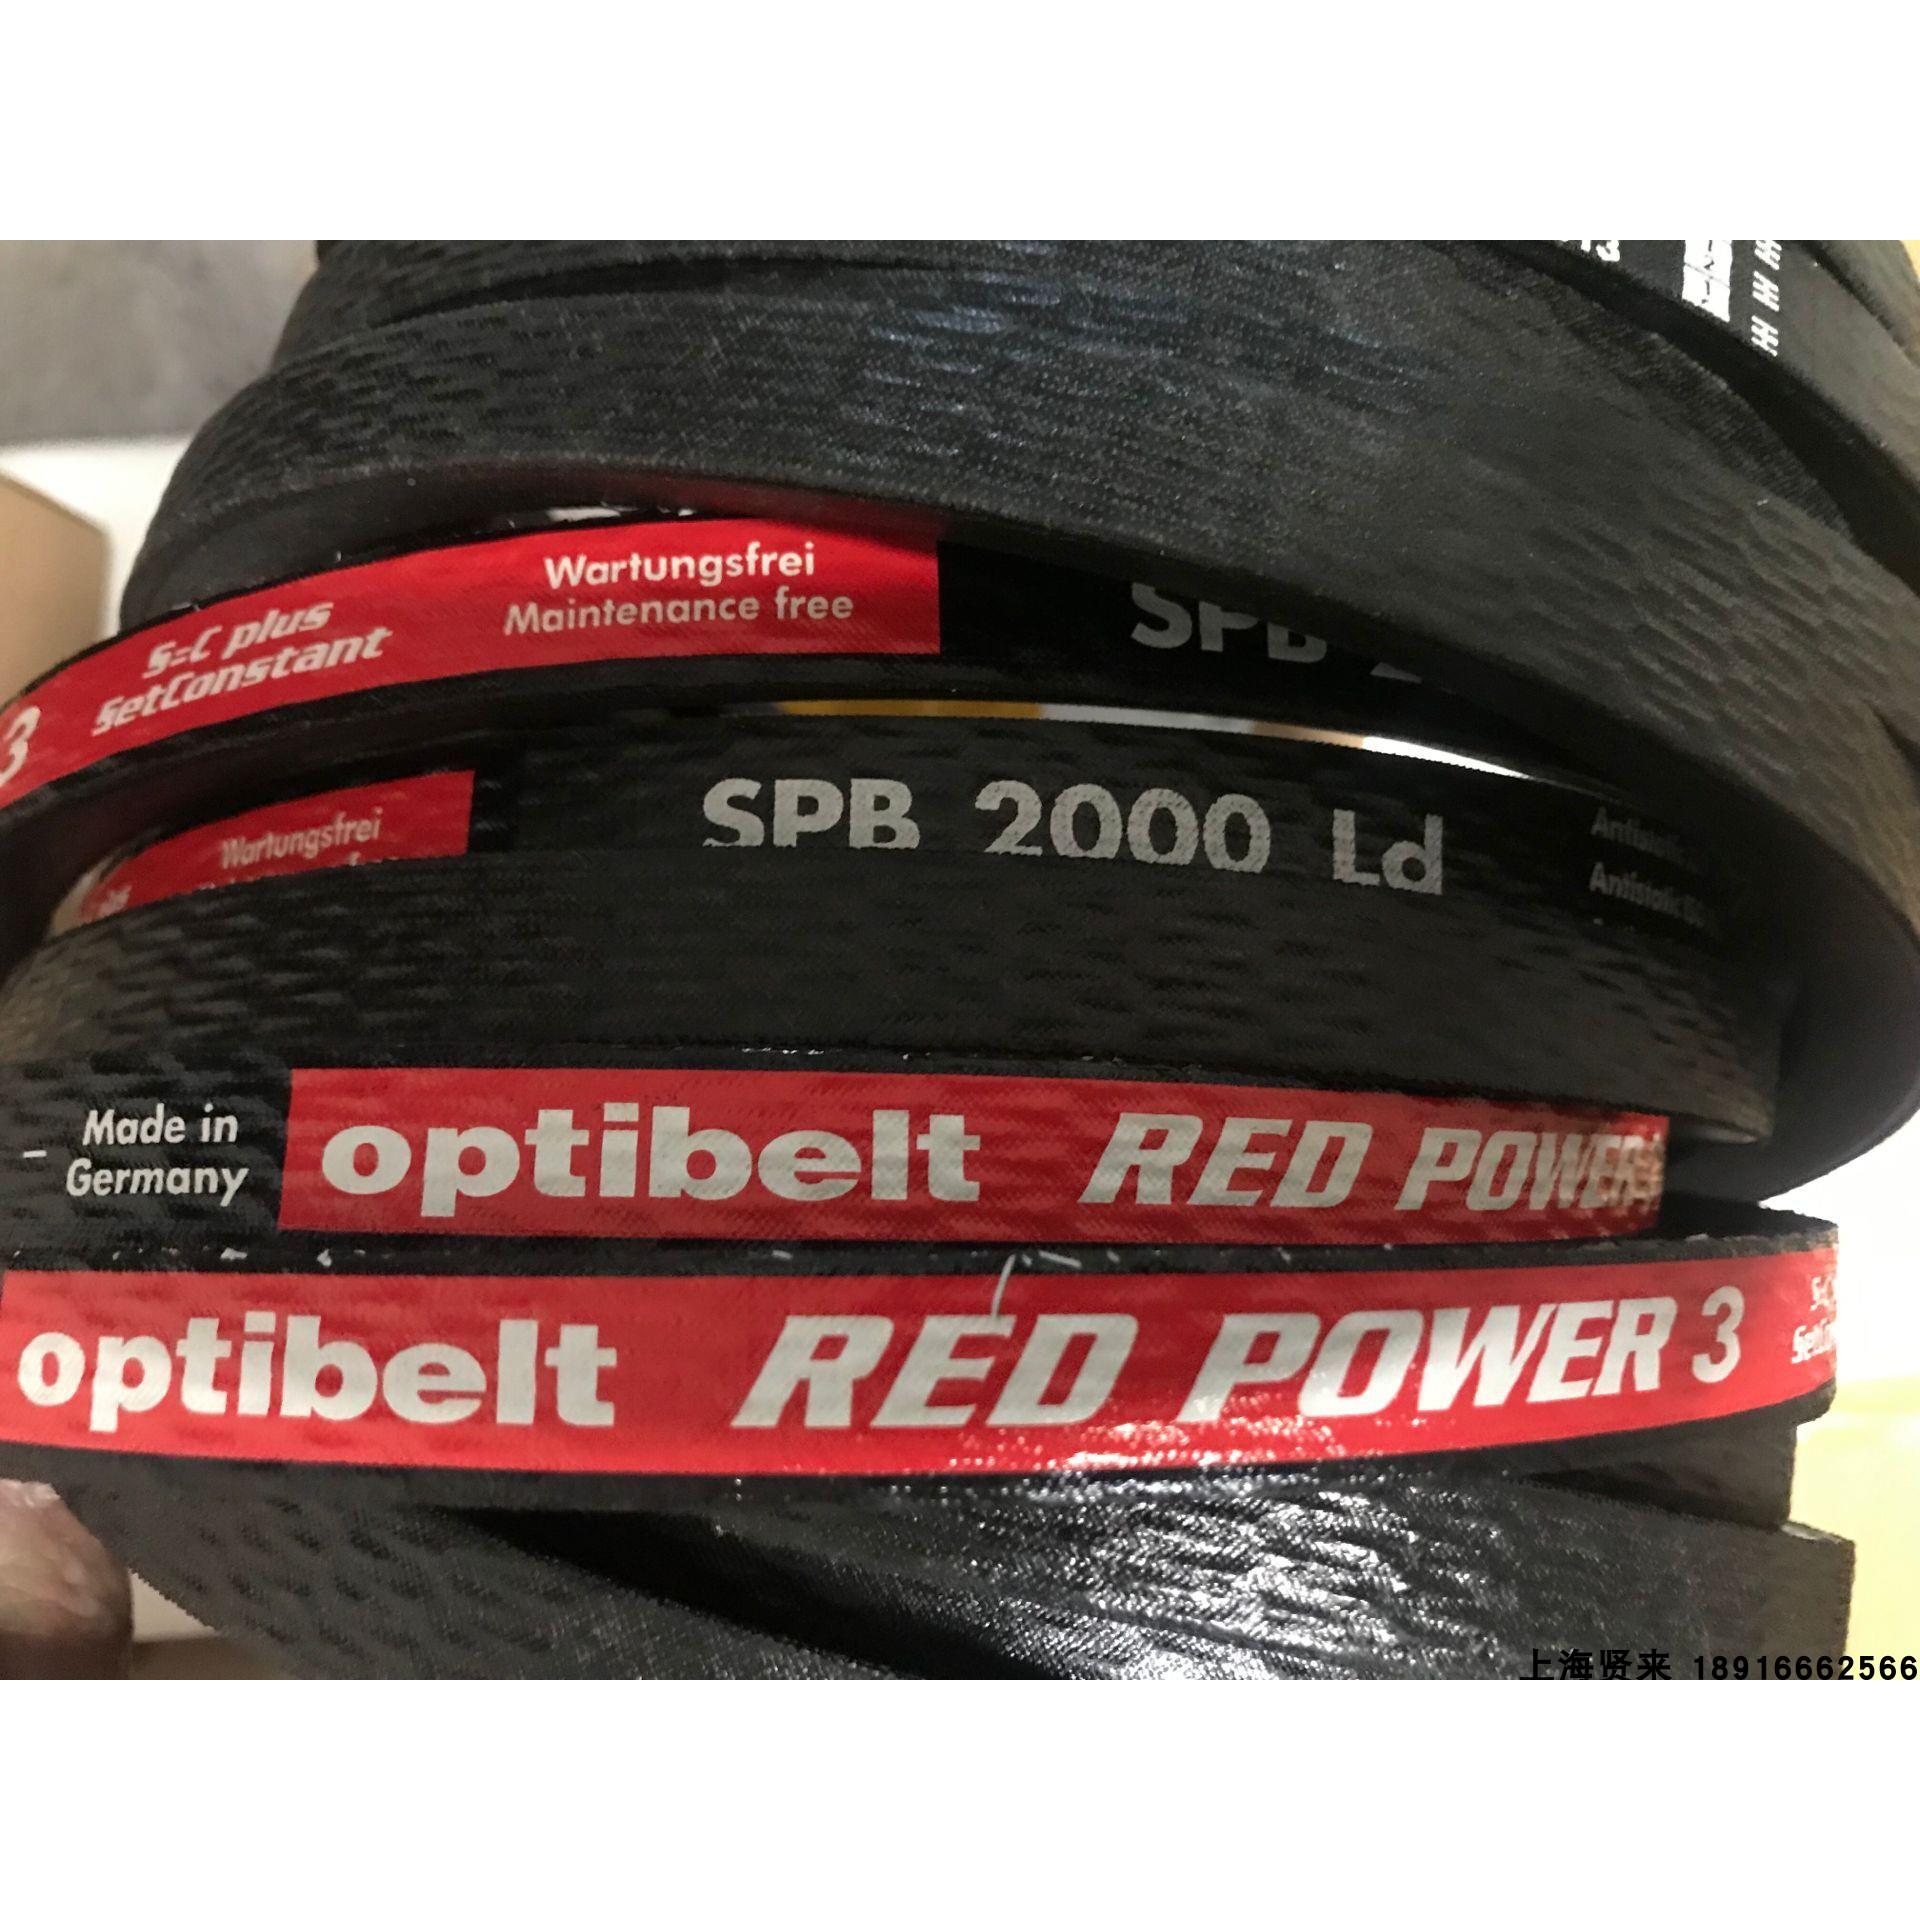 Wartungsfrei
Maintenance free
S=C plus
SetConstant
3
SPB 2
Wartungsfrei
SPB 2000 Ld
Made in
Germany
optibelt RED POWER
optibelt RED POWER 3
上海贤来 18916662566